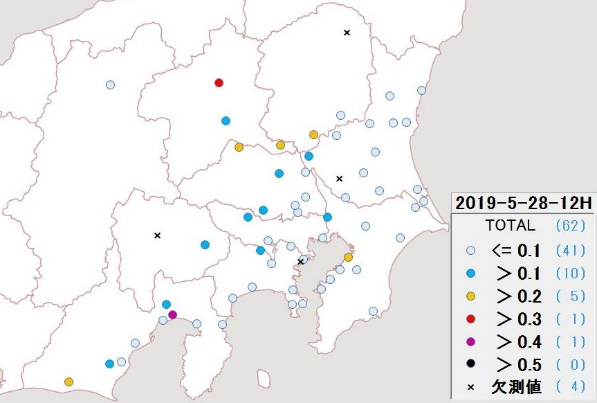 2019-5-28-12H
TOTAL (62)
<= 0.1 (41)
＞0.1 (10)
＞0.2 ( 5)
＞0.3 ( 1)
＞0.4 ( 1)
＞0.5 ( 0)
× 欠測値 ( 4)